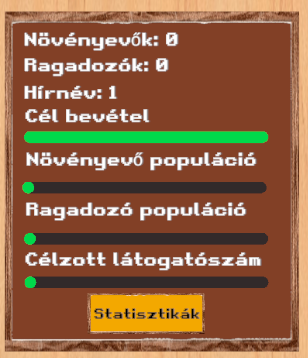 Növényevők: 0
Ragadozók: 0
Hírnév: 1
Cél bevétel
Növényevő populáció
Ragadozó populáció
Célzott látogatószám
Statisztikák